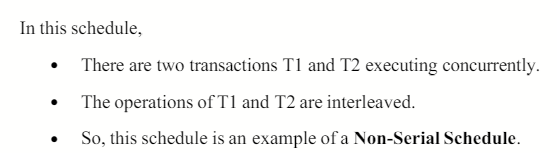 In this schedule,
• There are two transactions T1 and T2 executing concurrently.
• The operations of T1 and T2 are interleaved.
• So, this schedule is an example of a Non-Serial Schedule.